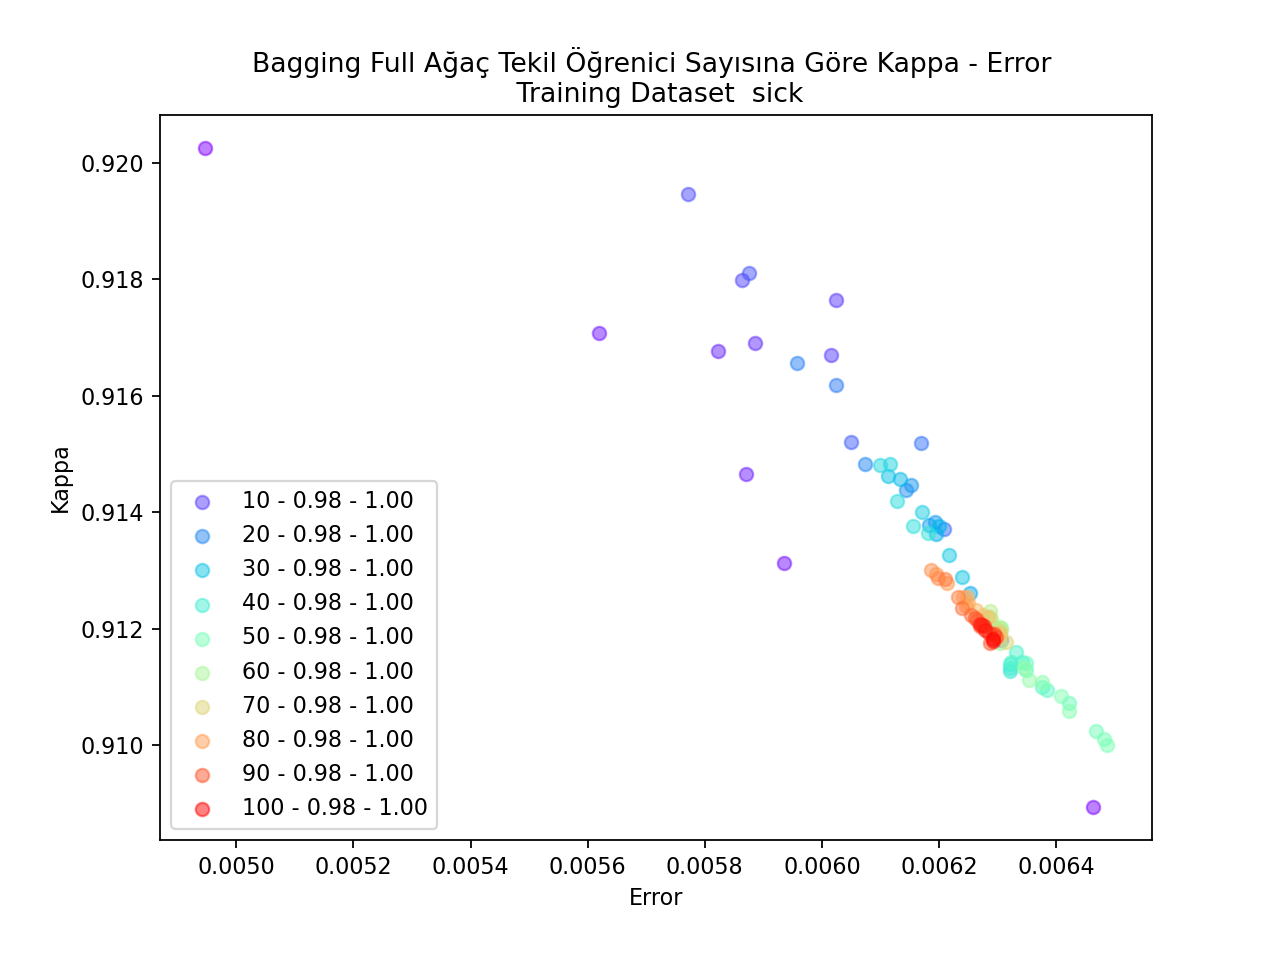 Bagging Full Ağaç Tekil Öğrenici Sayısına Göre Kappa - Error
Training Dataset  sick
Kappa
0.920
0.918
0.916
0.914
0.912
0.910
10 - 0.98 - 1.00
20 - 0.98 - 1.00
30 - 0.98 - 1.00
40 - 0.98 - 1.00
50 - 0.98 - 1.00
60 - 0.98 - 1.00
70 - 0.98 - 1.00
80 - 0.98 - 1.00
90 - 0.98 - 1.00
100 - 0.98 - 1.00
0.0050 0.0052 0.0054 0.0056 0.0058 0.0060 0.0062 0.0064
Error